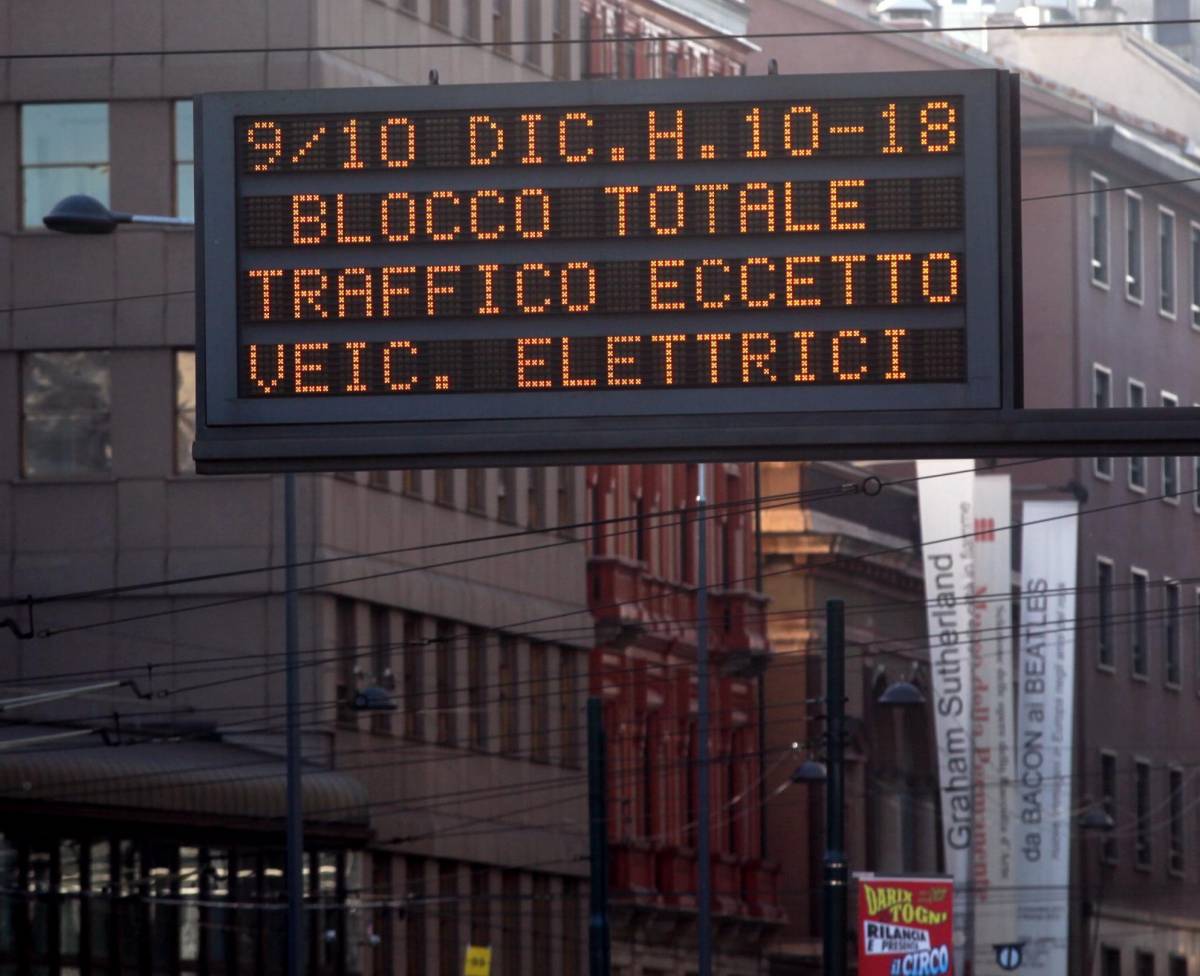 9/10 DIC.H.10-18
BLOCCO TOTALE
TRAFFICO ECCETTO
VEIC. ELETTRICI
Graham Sutherland
da BACON ai BEATLES
DARIX
TOGNI
RILANCIA
E PRESENTA
il CIRCO